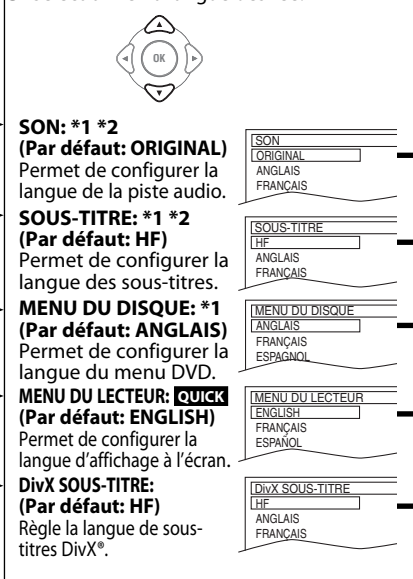 OK
SON: *1 *2
(Par défaut: ORIGINAL)
Permet de configurer la
langue de la piste audio.
SON
ORIGINAL
ANGLAIS
FRANÇAIS
SOUS-TITRE: *1 *2
(Par défaut: HF)
Permet de configurer la
langue des sous-titres.
SOUS-TITRE
HF
ANGLAIS
FRANÇAIS
MENU DU DISQUE: *1
(Par défaut: ANGLAIS)
Permet de configurer la
langue du menu DVD.
MENU DU DISQUE
ANGLAIS
FRANÇAIS
ESPAGNOL
MENU DU LECTEUR: QUICK
(Par défaut: ENGLISH)
Permet de configurer la
langue d'affichage à l'écran.
MENU DU LECTEUR
ENGLISH
FRANÇAIS
ESPAÑOL
DivX SOUS-TITRE:
(Par défaut: HF)
Règle la langue de sous-
titres DivX®.
DivX SOUS-TITRE
HF
ANGLAIS
FRANÇAIS